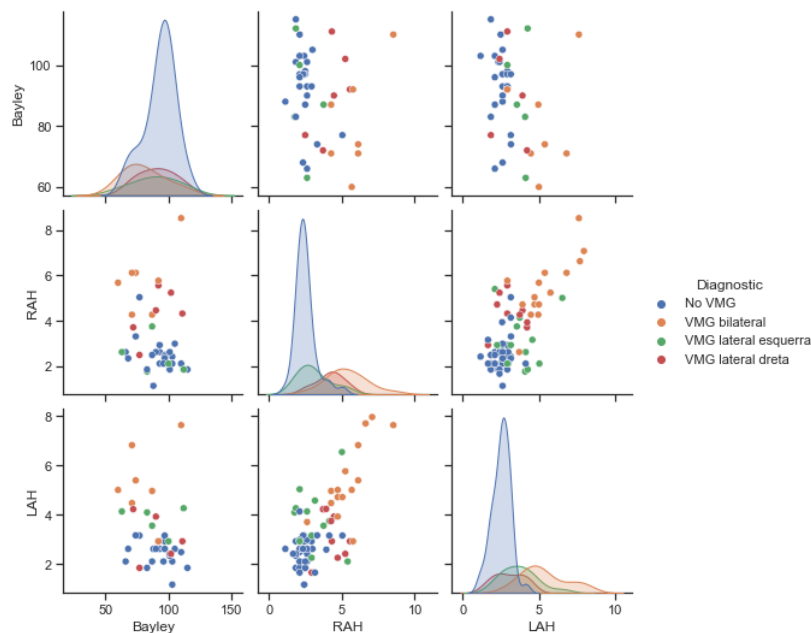 100
80
60
Bayley
8
6
4
2
RAH
Diagnostic
No VMG
VMG bilateral
VMG lateral esquerra
VMG lateral dreta
8
6
4
2
LAH
50 100 150
Bayley
0 5 10
RAH
0 5 10
LAH